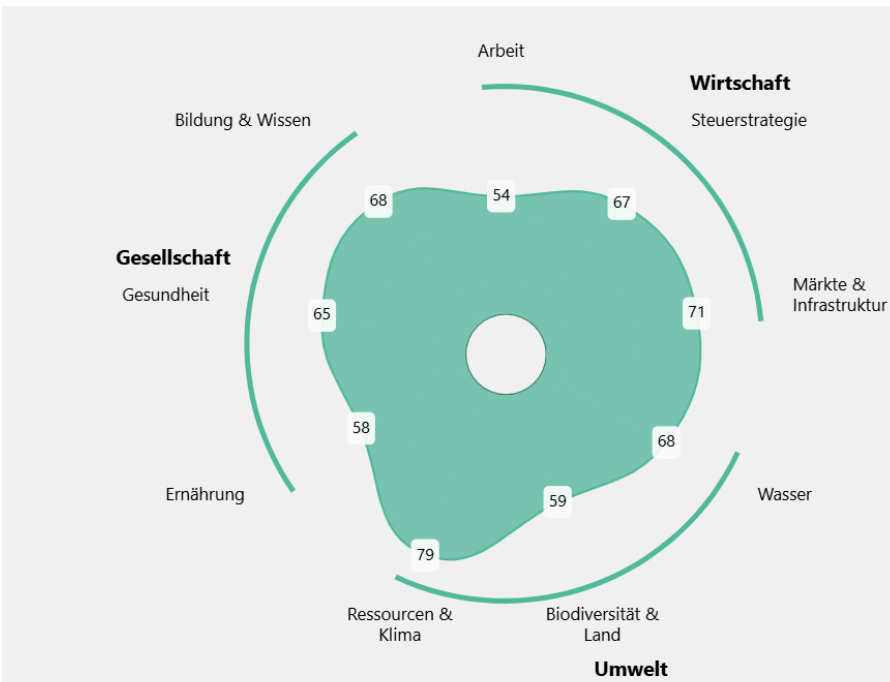 Arbeit
Wirtschaft
Steuerstrategie
Bildung & Wissen
68
54
67
Gesellschaft
Gesundheit
65
71
Märkte &
Infrastruktur
58
68
Ernährung
59
Wasser
79
Ressourcen &
Klima
Biodiversität &
Land
Umwelt